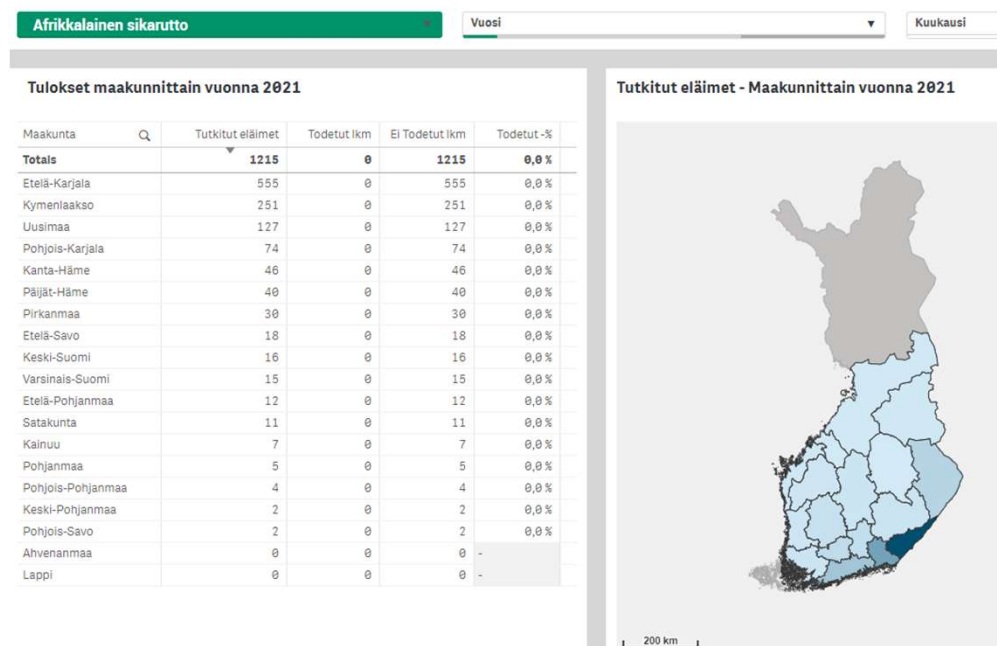 Afrikkalainen sikarutto
Vuosi
Kuukausi
Tulokset maakunnittain vuonna 2021
Maakunta Tutkitut eläimet Todetut lkm Ei Todetut lkm Todetut -%
Totals 1215 0 1215 0,0 %
Etelä-Karjala 555 0 555 0,0 %
Kymenlaakso 251 0 251 0,0 %
Uusimaa 127 0 127 0,0 %
Pohjois-Karjala 74 0 74 0,0 %
Kanta-Häme 46 0 46 0,0 %
Päijät-Häme 40 0 40 0,0 %
Pirkanmaa 30 0 30 0,0 %
Etelä-Savo 18 0 18 0,0 %
Keski-Suomi 16 0 16 0,0 %
Varsinais-Suomi 15 0 15 0,0 %
Etelä-Pohjanmaa 12 0 12 0,0 %
Satakunta 11 0 11 0,0 %
Kainuu 7 0 7 0,0 %
Pohjanmaa 5 0 5 0,0 %
Pohjois-Pohjanmaa 4 0 4 0,0 %
Keski-Pohjanmaa 2 0 2 0,0 %
Pohjois-Savo 2 0 2 0,0 %
Ahvenanmaa 0 0 0 -
Lappi 0 0 0 -
Tutkitut eläimet - Maakunnittain vuonna 2021
200 km